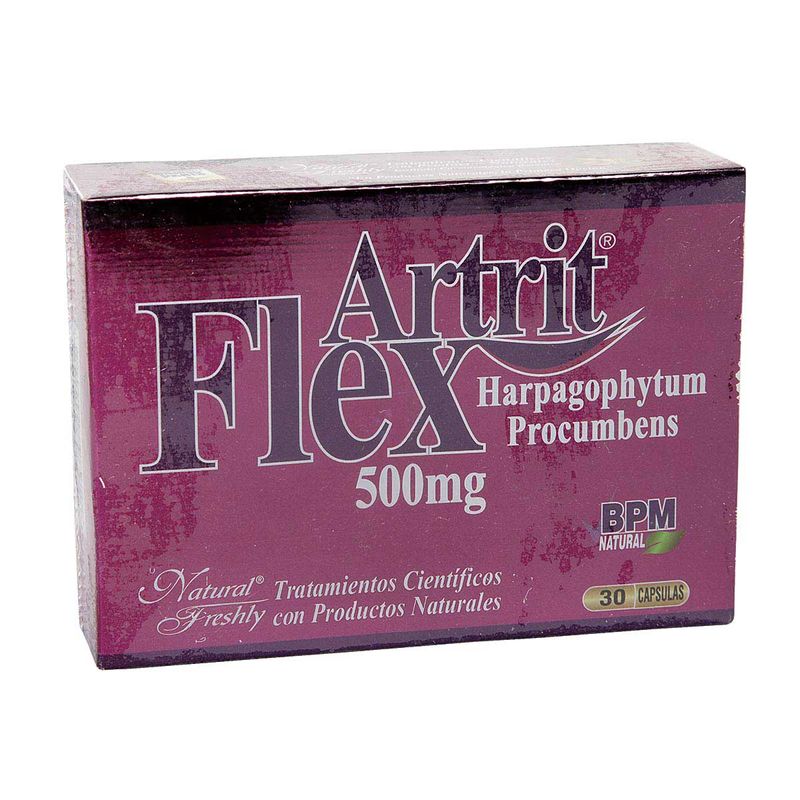 Artrit®
Flex
Harpagophytum
Procumbens
500mg
BPM
NATURAL
Natural® Tratamientos Científicos
Freshly con Productos Naturales
30 CAPSULAS